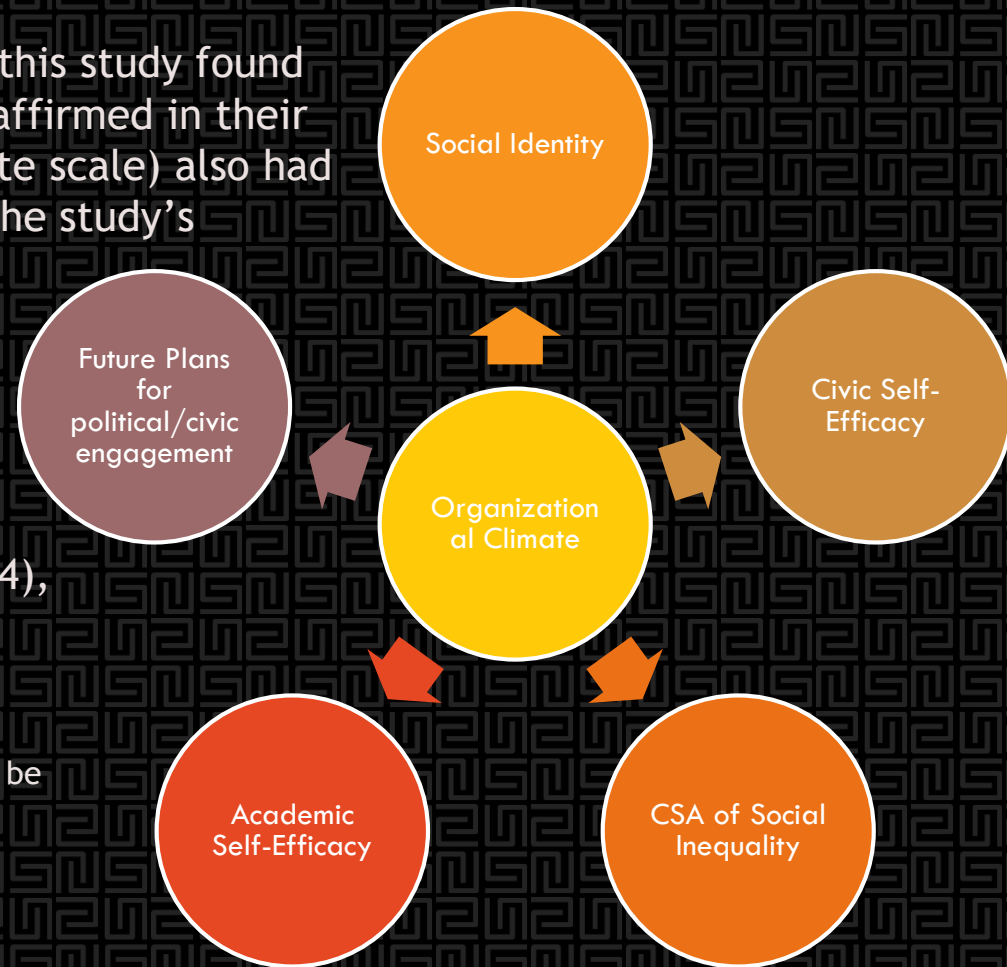 this study found
affirmed in their
te scale) also had
he study's
4),
be
Social Identity
Future Plans
for
political/civic
engagement
Civic Self-
Efficacy
Organization
al Climate
Academic
Self-Efficacy
CSA of Social
Inequality